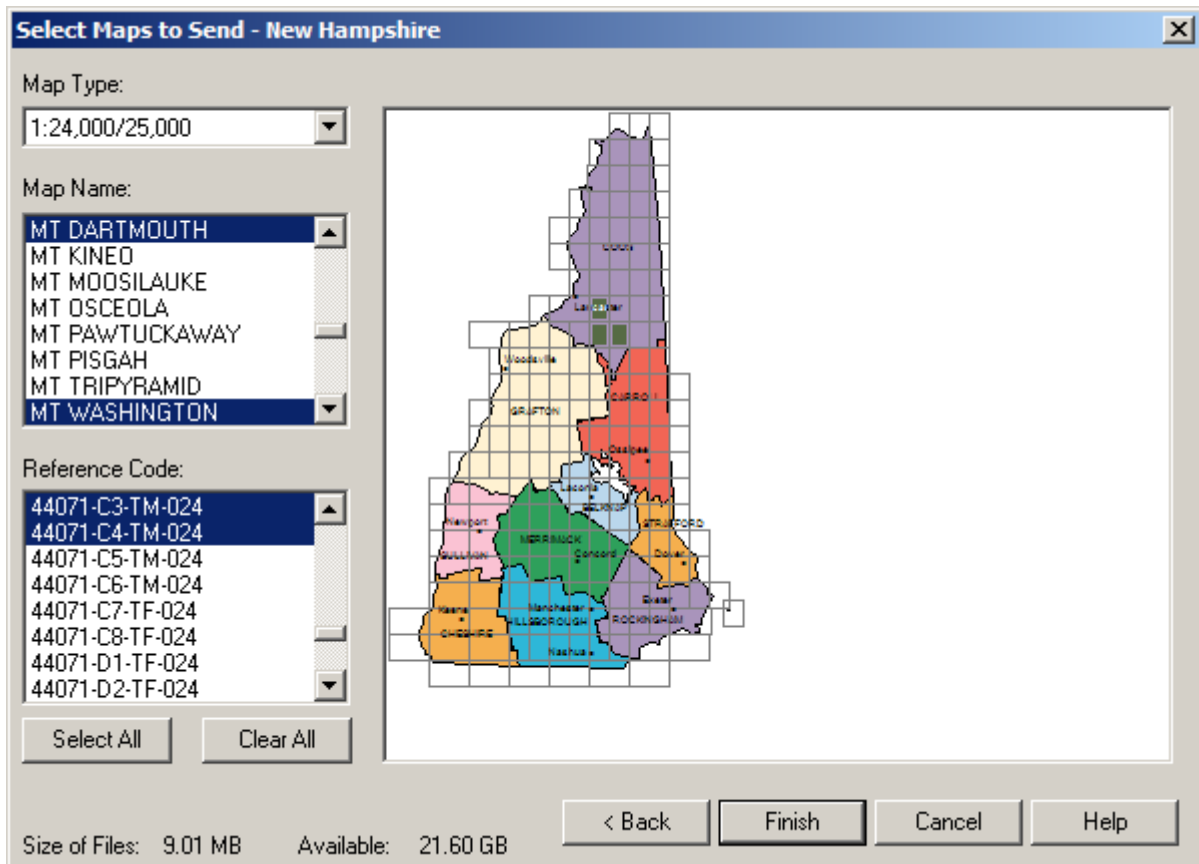 Select Maps to Send - New Hampshire
Map Type:
1:24,000/25,000
Map Name:
MT DARTMOUTH
MT KINEO
MT MOOSILAUKE
MT OSCEOLA
MT PAWTUCKAWAY
MT PISGAH
MT TRIPYRAMID
MT WASHINGTON
Reference Code:
44071-C3-TM-024
44071-C4-TM-024
44071-C5-TM-024
44071-C6-TM-024
44071-C7-TF-024
44071-C8-TF-024
44071-D1-TF-024
44071-D2-TF-024
Select All
Clear All
COOS
Lancaster
Woodsville
CARROLL
GRAFTON
Ossipee
Laconia
BELKNAP
Newport
STRAFFORD
MERRIMACK
SULLIVAN
Concord
Dover
Keene
Manchester
Exeter
HILLSBOROUGH
ROCKINGHAM
CHESHIRE
Nashua
< Back
Finish
Cancel
Help
Size of Files: 9.01 MB
Available: 21.60 GB